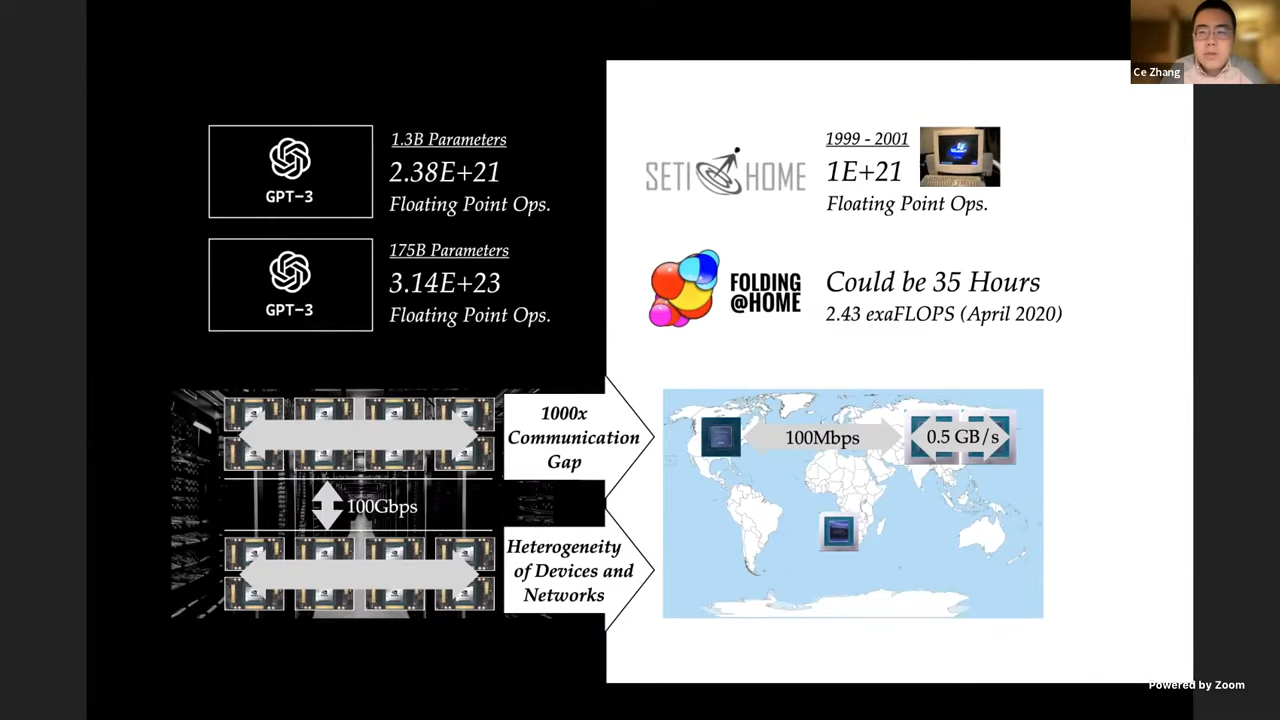 Ce Zhang
GPT-3
1.3B Parameters
2.38E+21
Floating Point Ops.
GPT-3
175B Parameters
3.14E+23
Floating Point Ops.
SETI HOME
1999 - 2001
1E+21
Floating Point Ops.
FOLDING
@HOME
Could be 35 Hours
2.43 exaFLOPS (April 2020)
100Gbps
1000x
Communication
Gap
Heterogeneity
of Devices and
Networks
100Mbps
0.5 GB/s
Powered by Zoom